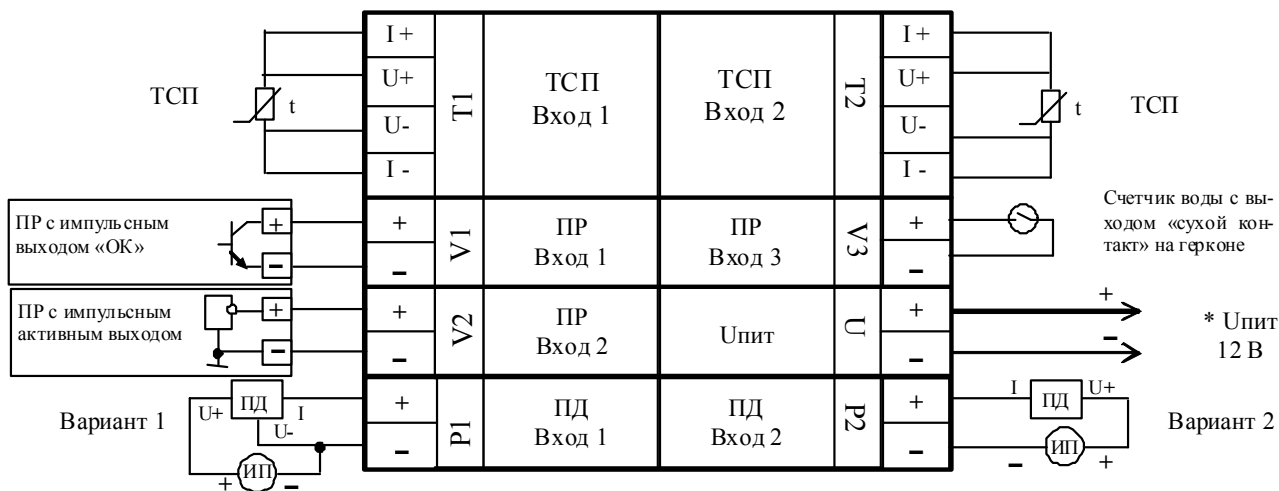 ТСП
t
I +
U+
U-
I -
T1
ТСП
Вход 1
ТСП
Вход 2
T2
I +
U+
U-
I -
t
ТСП
ПР с импульсным
выходом «ОК»
+
-
+
-
V1
ПР
Вход 1
ПР
Вход 3
V3
+
-
Счетчик воды с вы-
ходом «сухой кон-
такт» на герконе
ПР с импульсным
активным выходом
+
-
+
-
V2
ПР
Вход 2
Uпит
U
+
-
+
-
* Uпит
12 В
Вариант 1
U+
ПД
I
U-
ИП
+
-
+
-
P1
ПД
Вход 1
ПД
Вход 2
P2
+
-
I
ПД
U+
ИП
-
+
Вариант 2